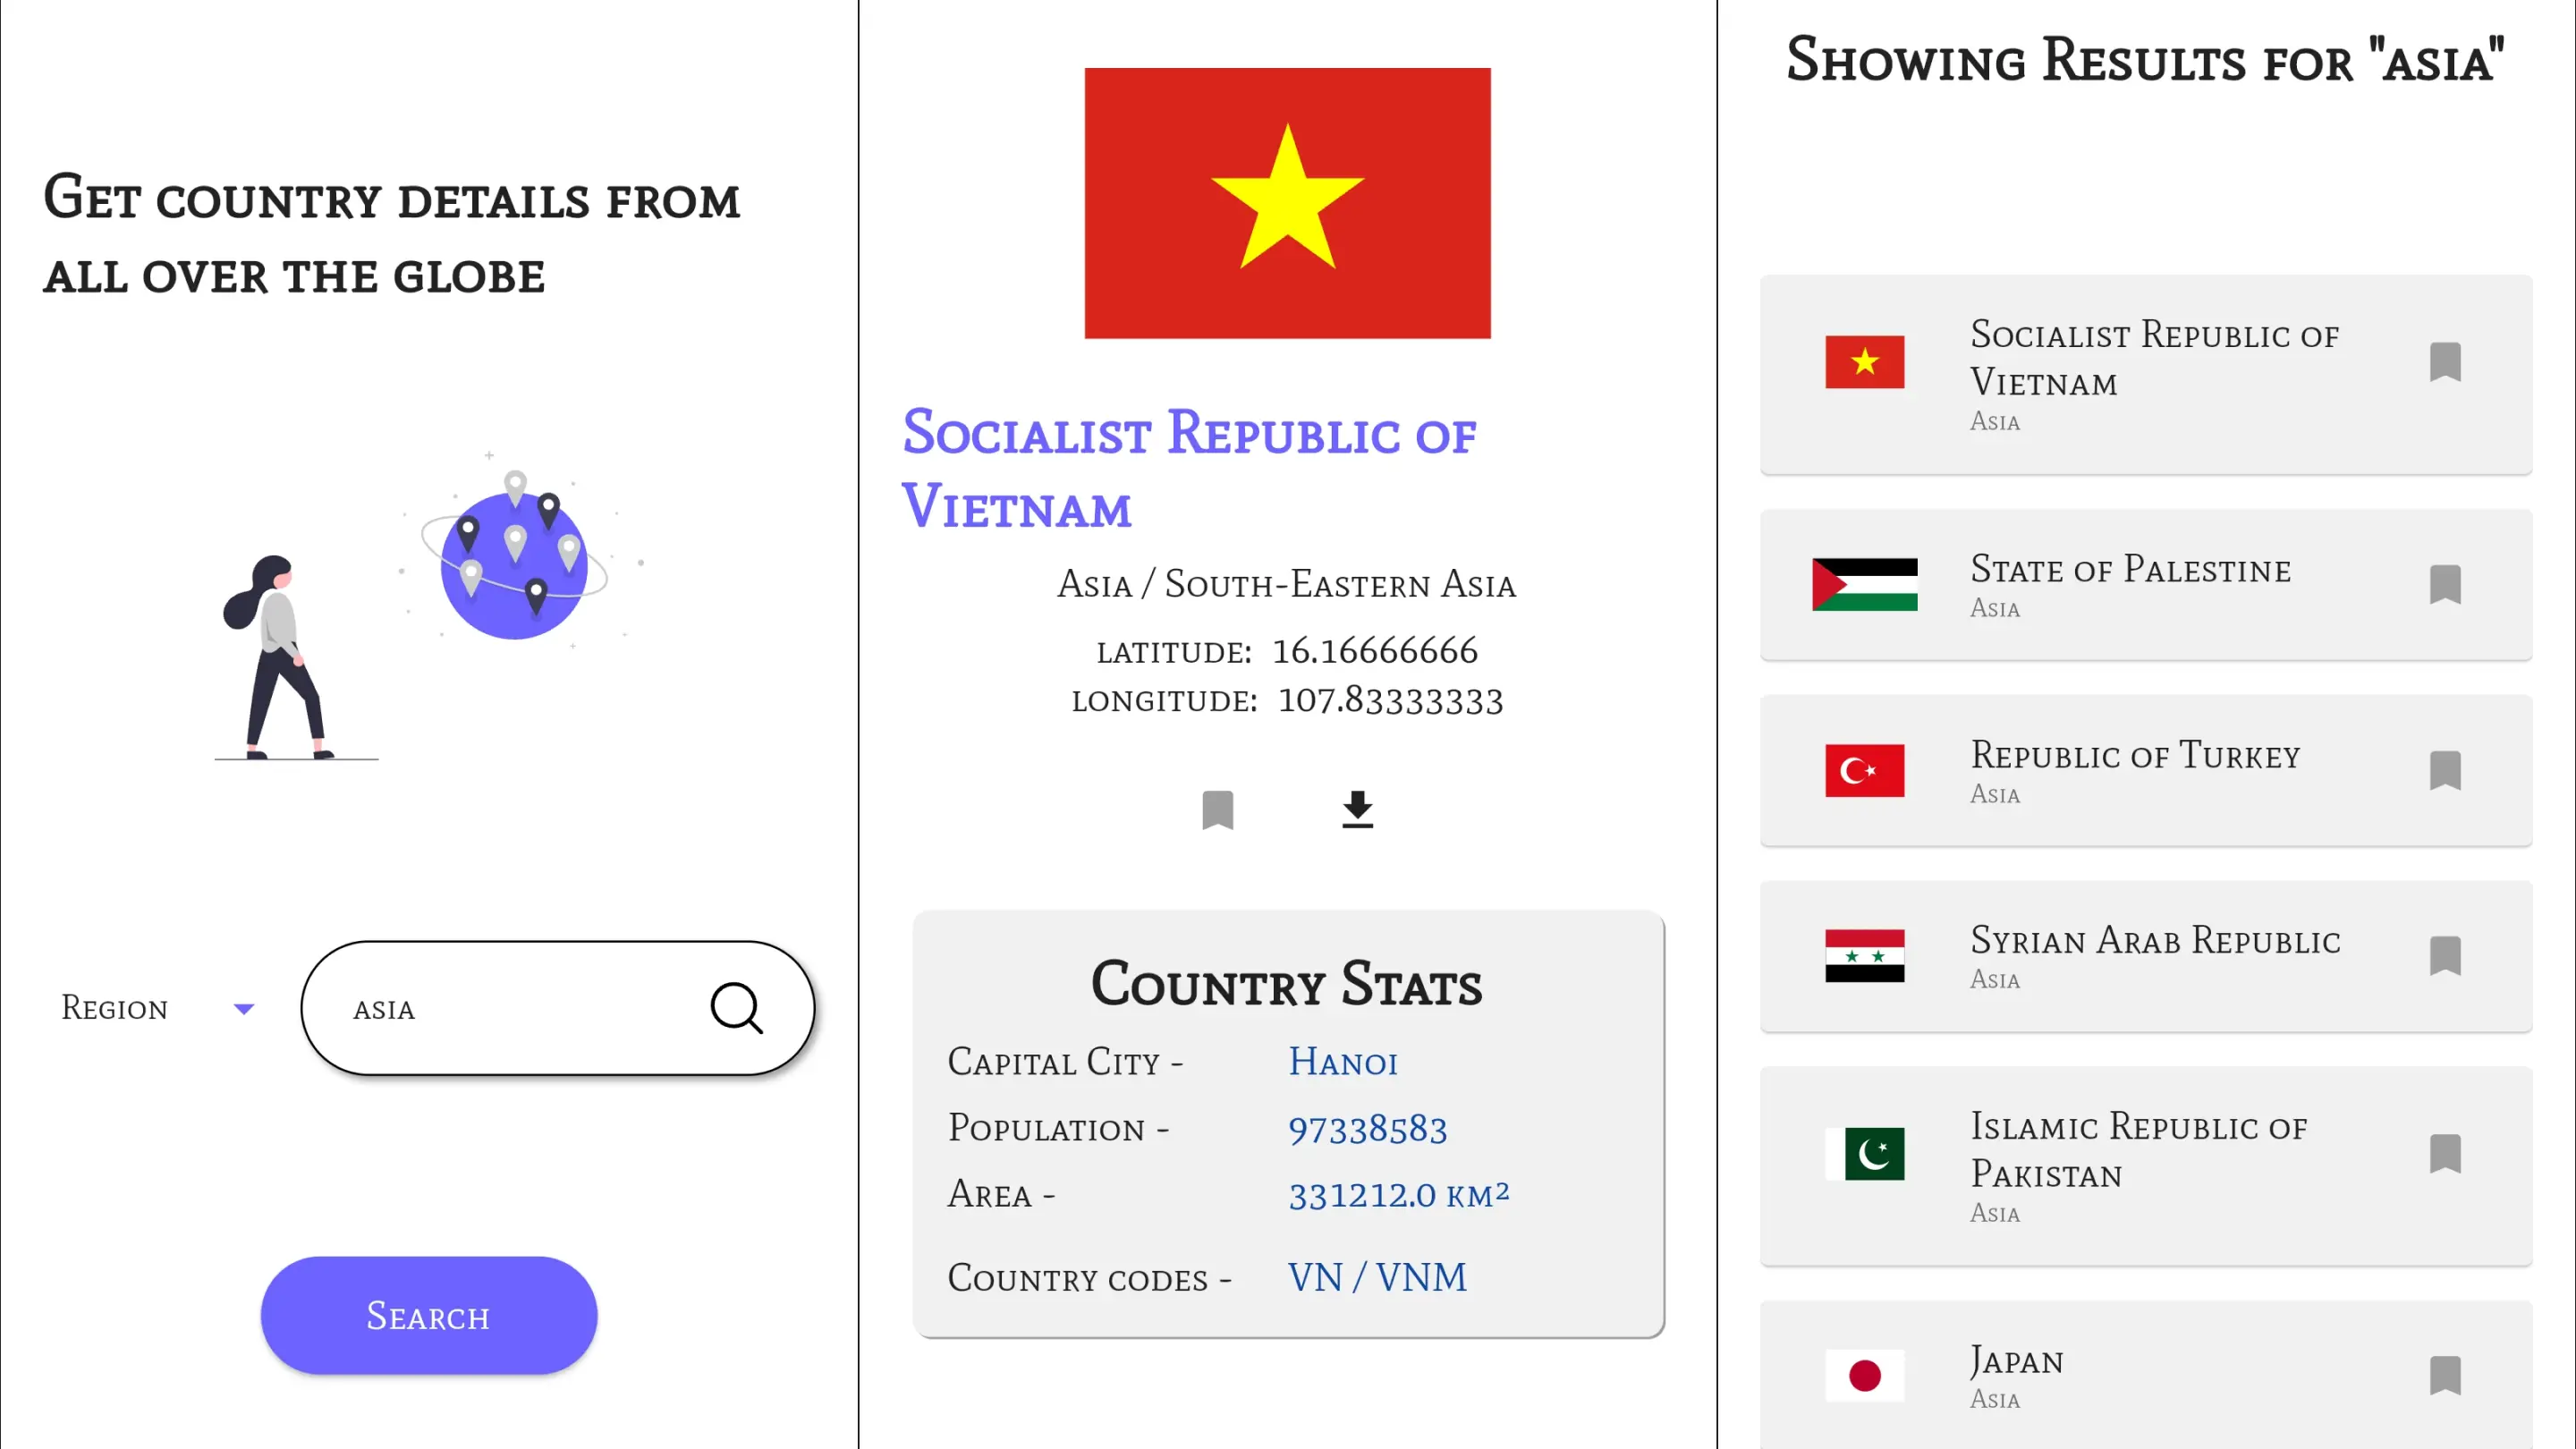 Get country details from
all over the globe
Region
asia
Search
Socialist Republic of
Vietnam
Asia / South-Eastern Asia
latitude: 16.16666666
longitude: 107.83333333
Country Stats
Capital City - Hanoi
Population - 97338583
Area - 331212.0 km²
Country codes - VN / VNM
Showing Results for "asia"
Socialist Republic of
Vietnam
Asia
State of Palestine
Asia
Republic of Turkey
Asia
Syrian Arab Republic
Asia
Islamic Republic of
Pakistan
Asia
Japan
Asia